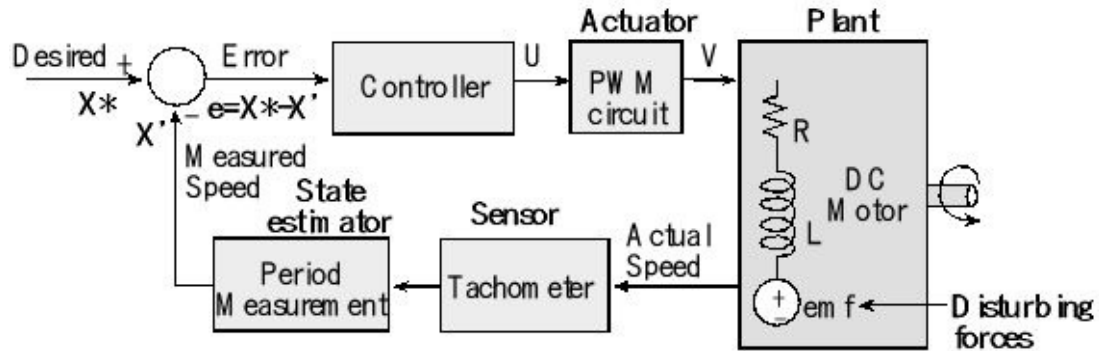 Actuator
Plant
Desired +
Error
U
V
Controller
PWM
circuit
X*
X' -
e=X*-X'
R
Measured
Speed
State
estimator
Sensor
DC
Motor
L
Actual
Speed
Period
Measurement
Tachometer
+
-
emf
Disturbing
forces